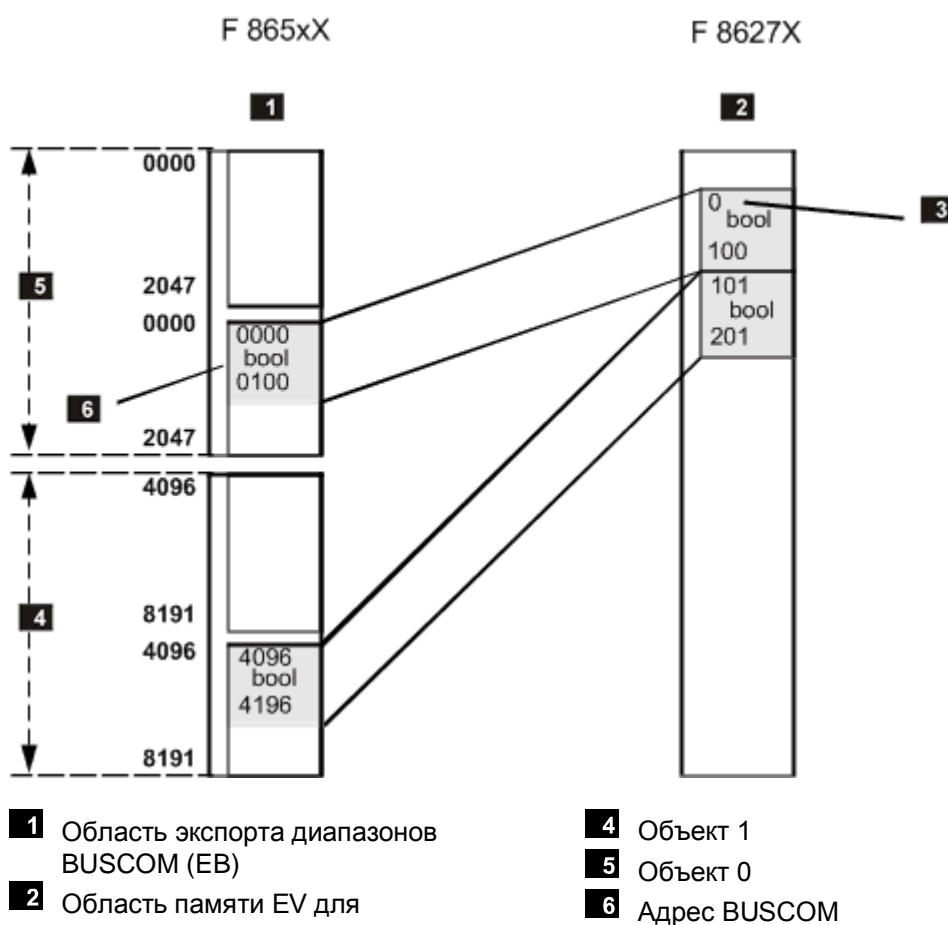 F 865xX
F 8627X
1
2
0000
0
3
bool
100
2047
5
101
0000
0000
bool
bool
201
0100
6
2047
4096
4
8191
4096
4096
bool
4196
8191
1 Область экспорта диапазонов
BUSCOM (EB)
2 Область памяти EV для
4 Объект 1
5 Объект 0
6 Адрес BUSCOM